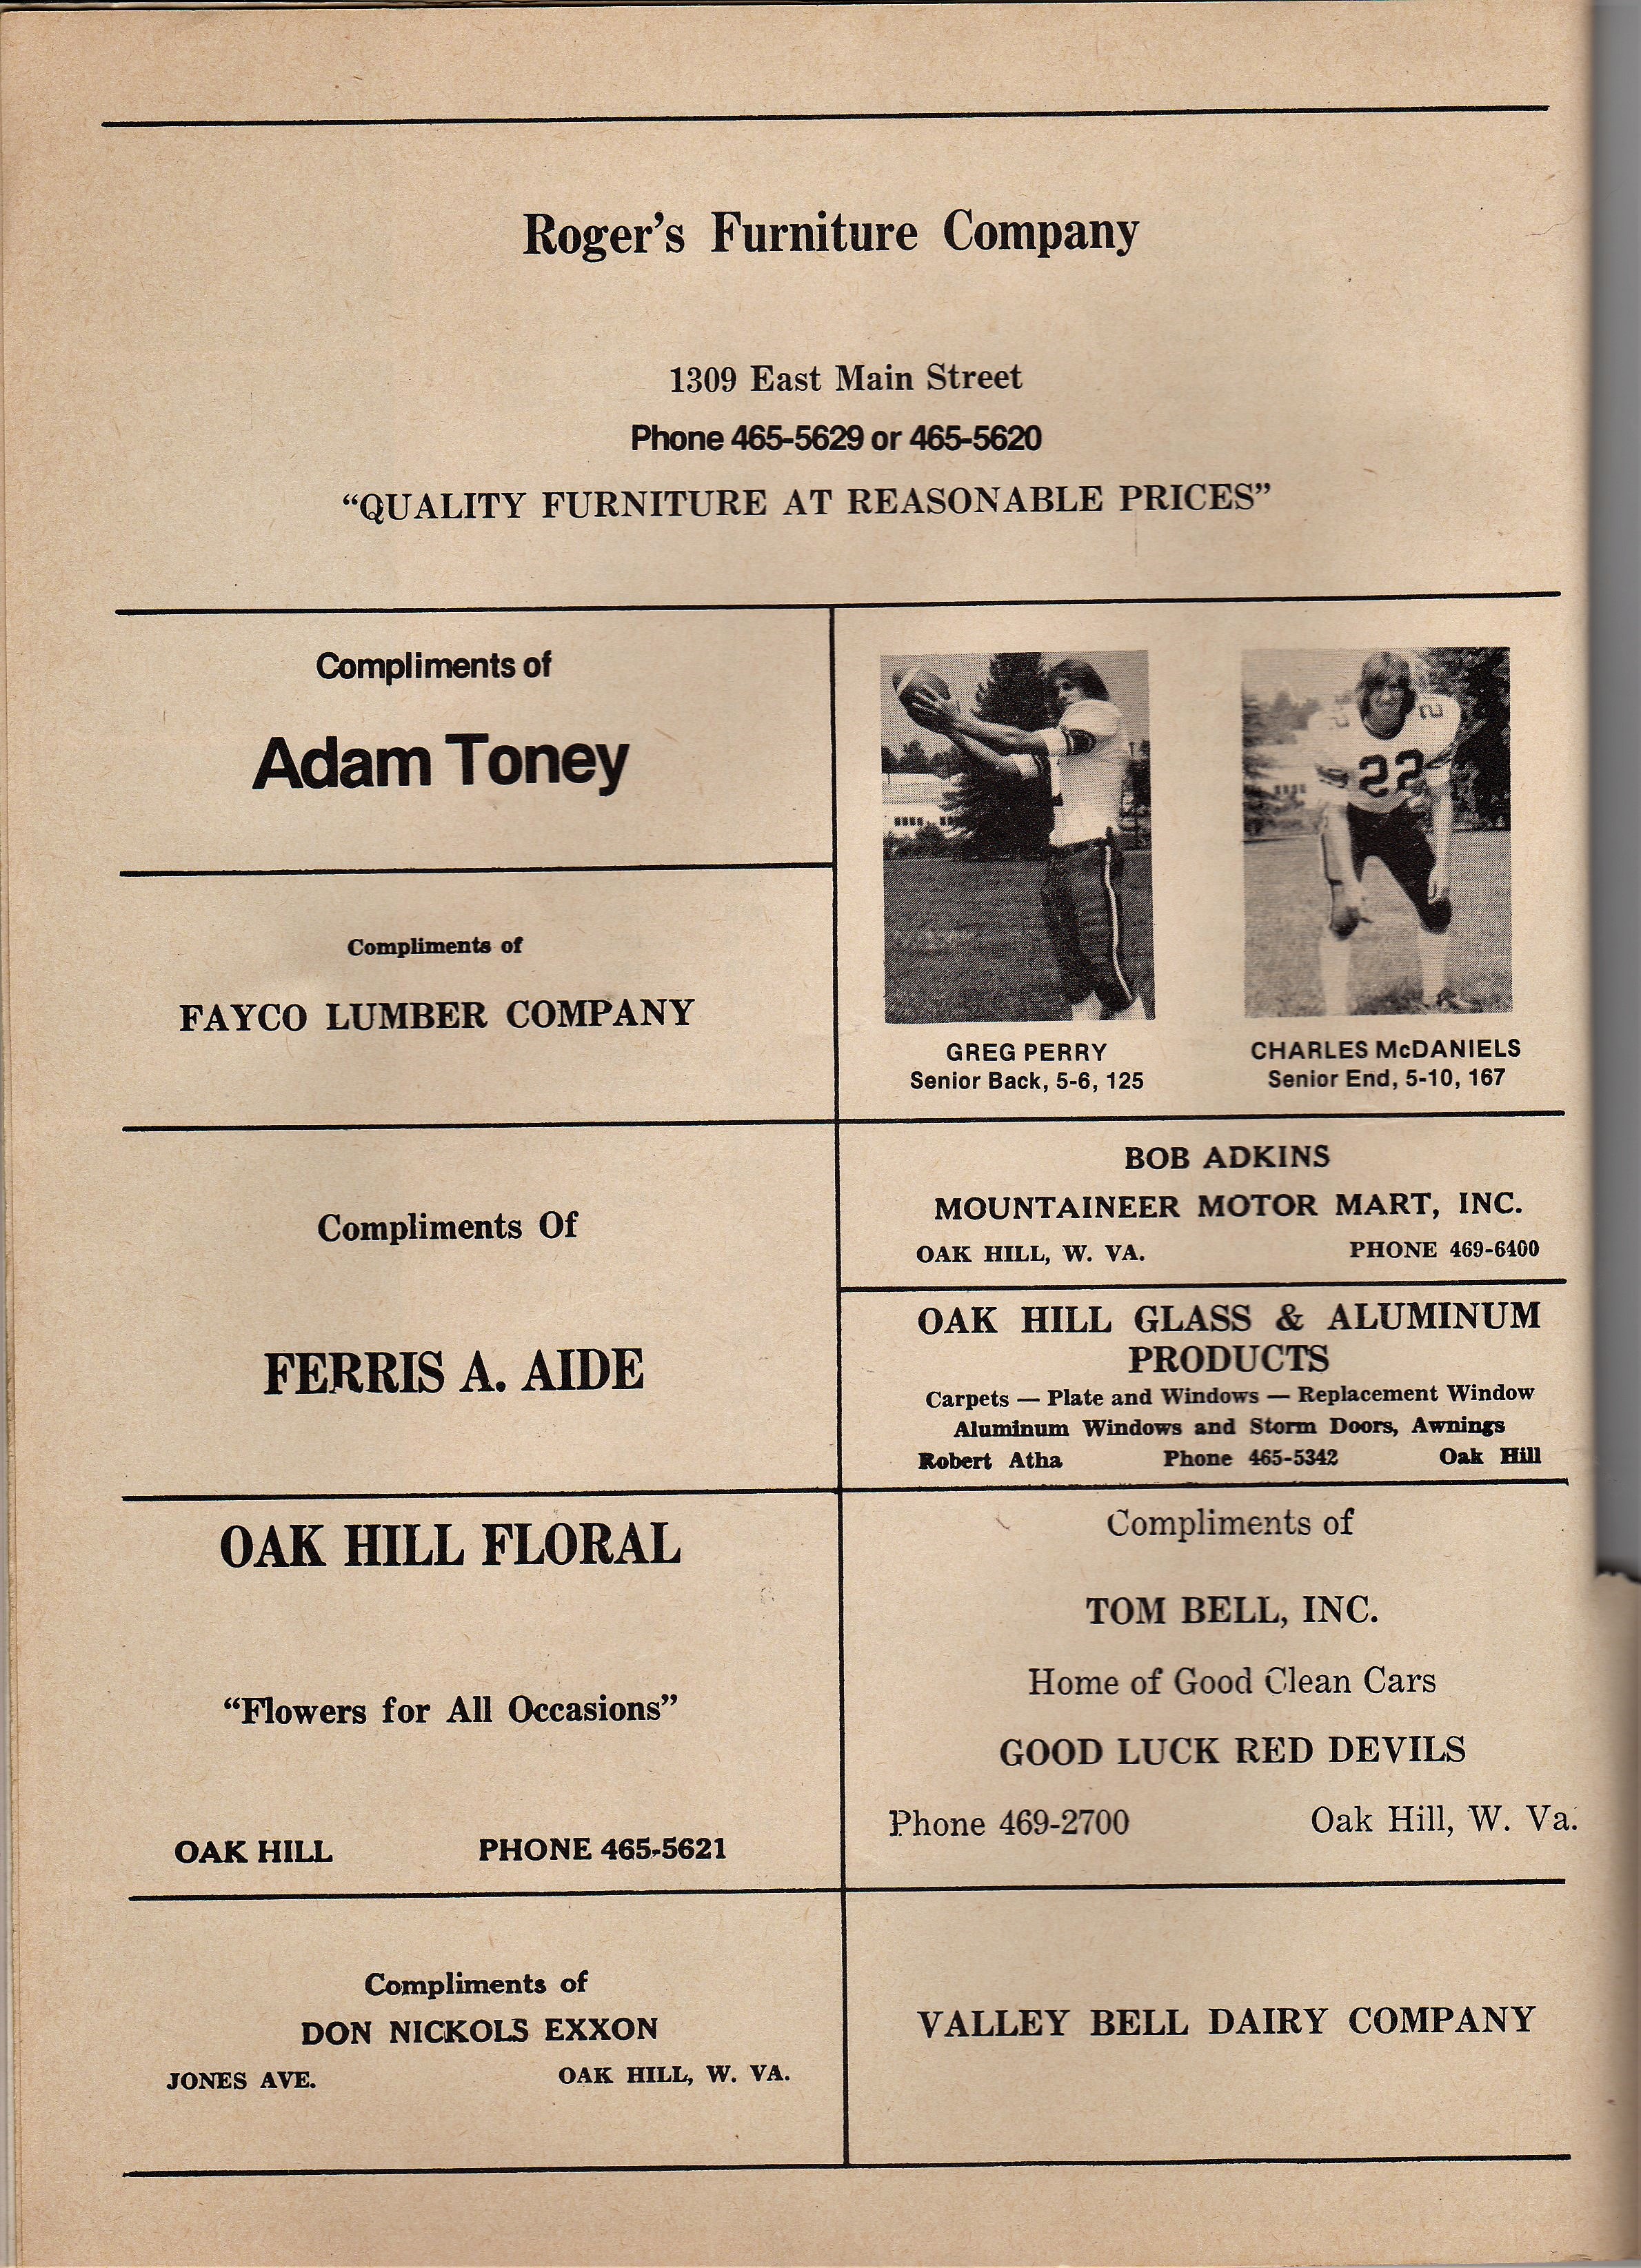 Roger's Furniture Company
1309 East Main Street
Phone 465-5629 or 465-5620
“QUALITY FURNITURE AT REASONABLE PRICES”
Compliments of
Adam Toney
Compliments of
FAYCO LUMBER COMPANY
22
2
GREG PERRY
Senior Back, 5-6, 125
CHARLES McDANIELS
Senior End, 5-10, 167
Compliments Of
FERRIS A. AIDE
BOB ADKINS
MOUNTAINEER MOTOR MART, INC.
OAK HILL, W. VA. PHONE 469-6400
OAK HILL GLASS & ALUMINUM
PRODUCTS
Carpets — Plate and Windows — Replacement Window
Aluminum Windows and Storm Doors, Awnings
Robert Atha Phone 465-5342 Oak Hill
OAK HILL FLORAL
“Flowers for All Occasions”
OAK HILL PHONE 465-5621
Compliments of
TOM BELL, INC.
Home of Good Clean Cars
GOOD LUCK RED DEVILS
Phone 469-2700 Oak Hill, W. Va.
Compliments of
DON NICKOLS EXXON
JONES AVE. OAK HILL, W. VA.
VALLEY BELL DAIRY COMPANY